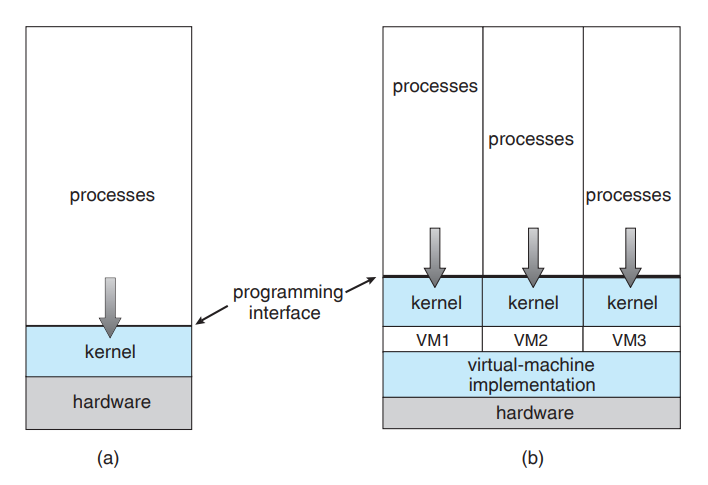 processes
kernel
hardware
(a)
programming
interface
processes
processes
processes
kernel
kernel
kernel
VM1
VM2
VM3
virtual-machine
implementation
hardware
(b)